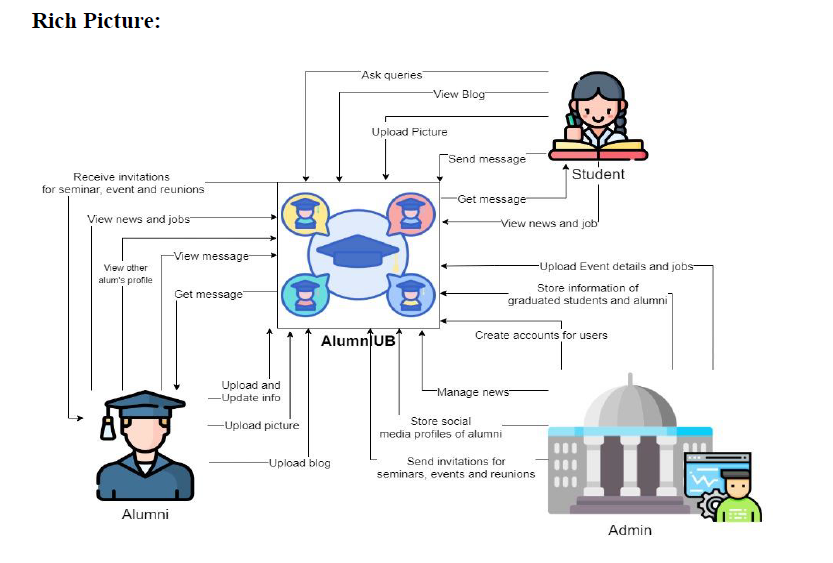 Rich Picture:
Ask queries
View Blog
Upload Picture
Send message
Student
Receive invitations
for seminar, event and reunions
Get message
View news and jobs
View news and job
View message
View other
alum's profile
Upload Event details and jobs
Get message
Store information of
graduated students and alumni
AlumnIUB
Create accounts for users
Upload and
Update info
Manage news
Upload picture
Store social
media profiles of alumni
Upload blog
Send invitations for
seminars, events and reunions
Alumni
Admin